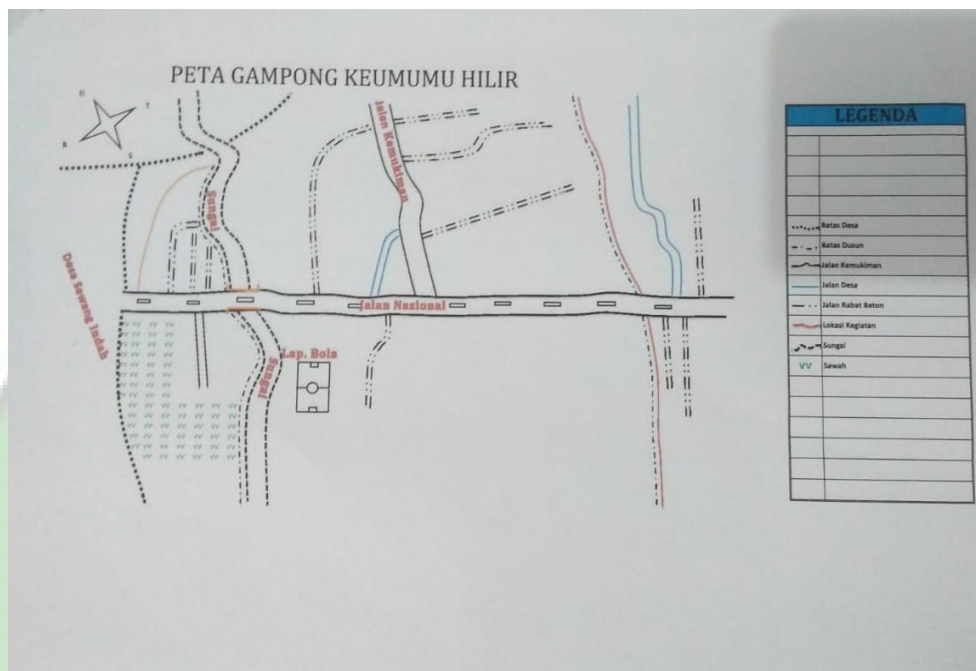 PETA GAMPONG KEUMUMU HILIR
U
T
B
S
Jalan Kemukiman
Sungai
Desa Sawang Indah
Jalan Nasional
Lap. Bola
Sungai
LEGENDA
Batas Desa
Batas Dusun
Jalan Kemukiman
Jalan Desa
Jalan Rabat Beton
Lokasi Kegiatan
Sungai
VV Sawah